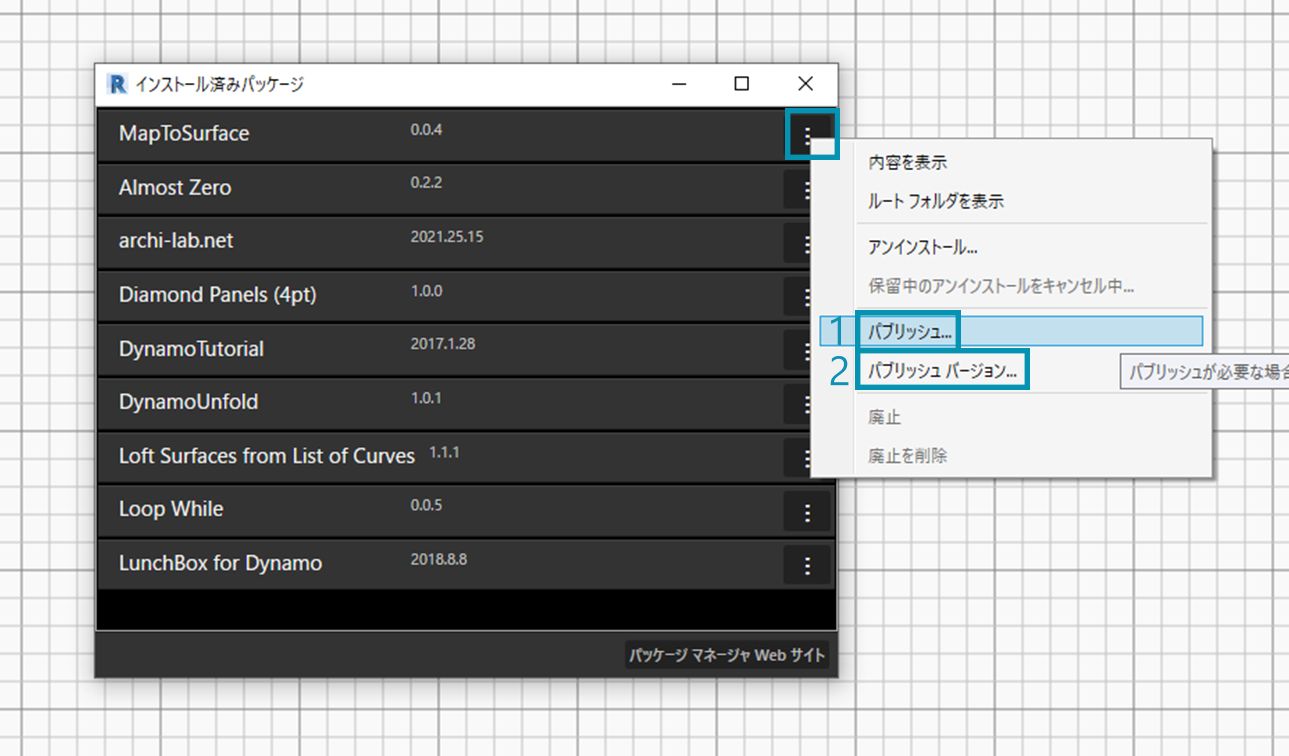 インストール済みパッケージ
MapToSurface 0.0.4
Almost Zero 0.2.2
archi-lab.net 2021.25.15
Diamond Panels (4pt) 1.0.0
DynamoTutorial 2017.1.28
DynamoUnfold 1.0.1
Loft Surfaces from List of Curves 1.1.1
Loop While 0.0.5
LunchBox for Dynamo 2018.8.8
パッケージ マネージャ Web サイト
内容を表示
ルート フォルダを表示
アンインストール...
保留中のアンインストールをキャンセル中...
1 パブリッシュ...
2 パブリッシュ バージョン...
パブリッシュが必要な場合
廃止
廃止を削除